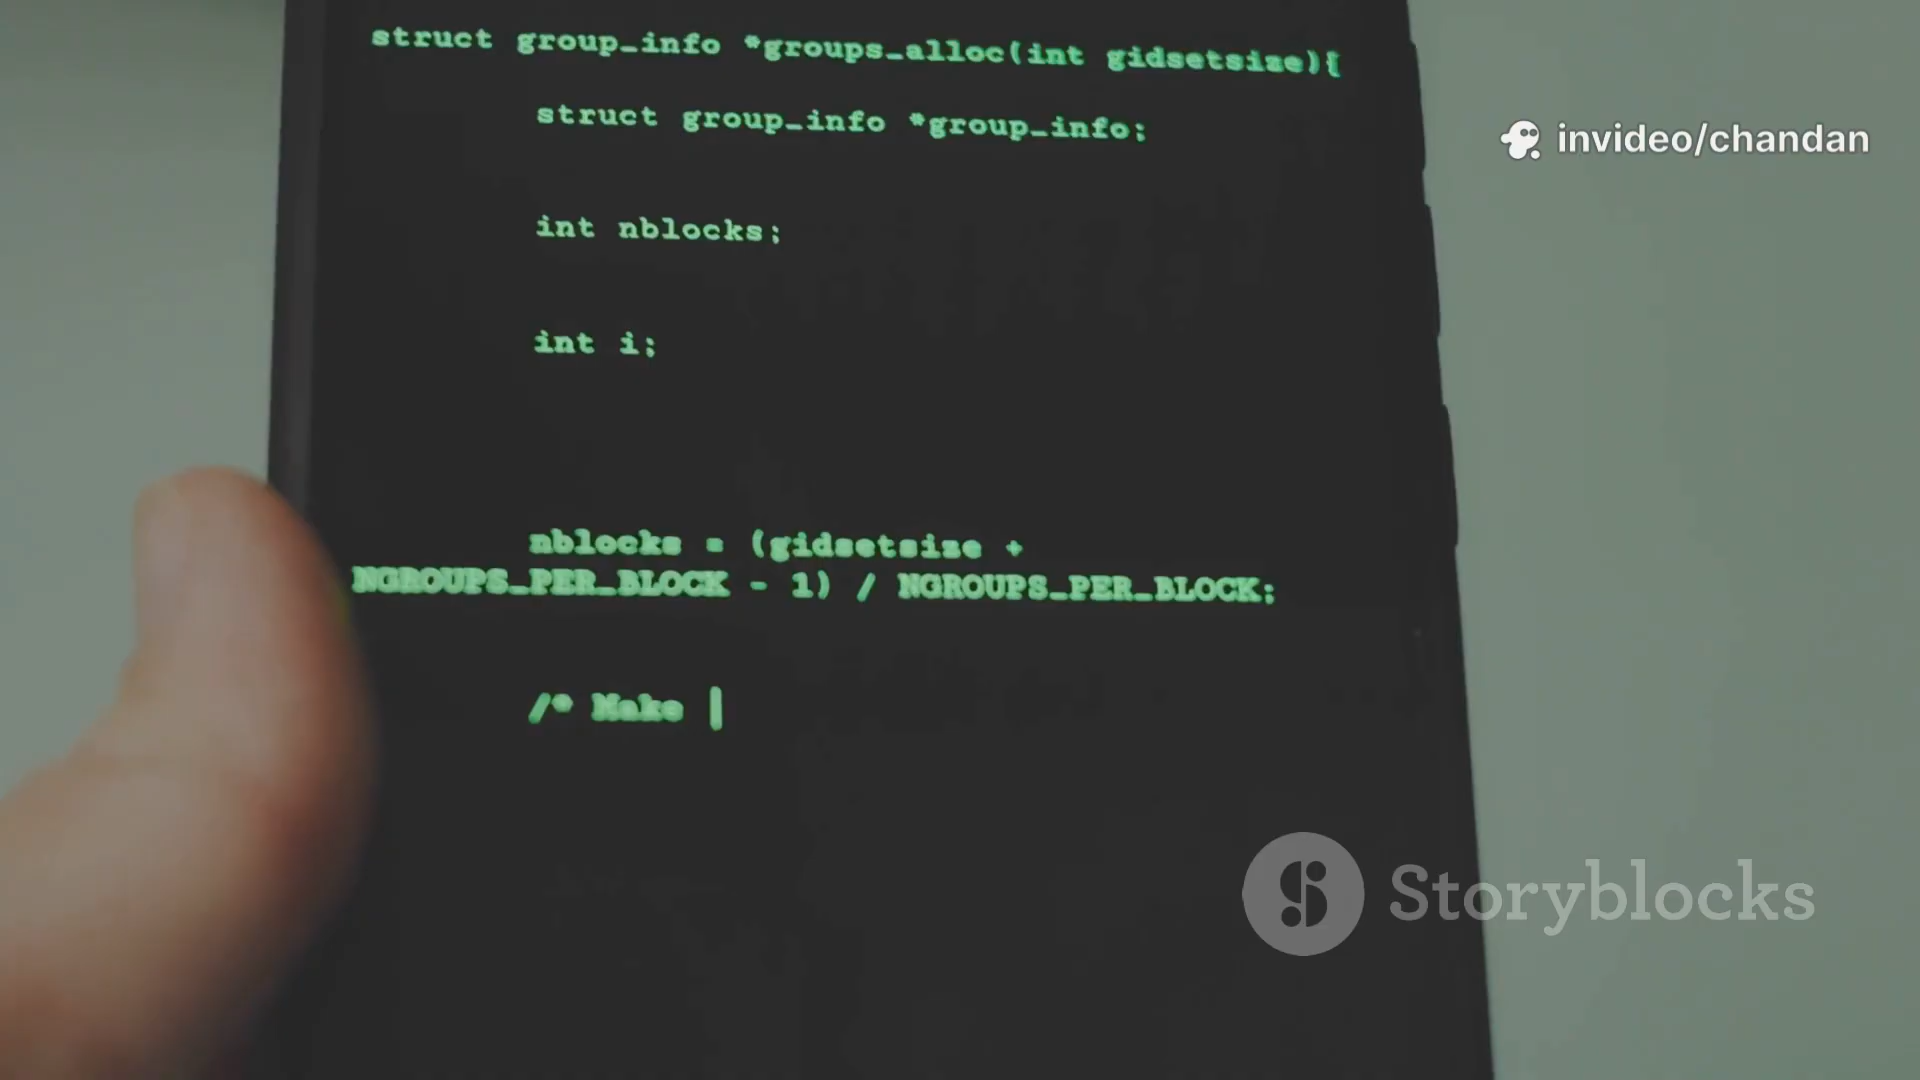 struct group_info *groups_alloc(int gidsetsize){
struct group_info *group_info;
invideo/chandan
int nblocks;
int i;
nblocks = (gidsetsize +
NGROUPS_PER_BLOCK - 1) / NGROUPS_PER_BLOCK;
/* Make |
Storyblocks